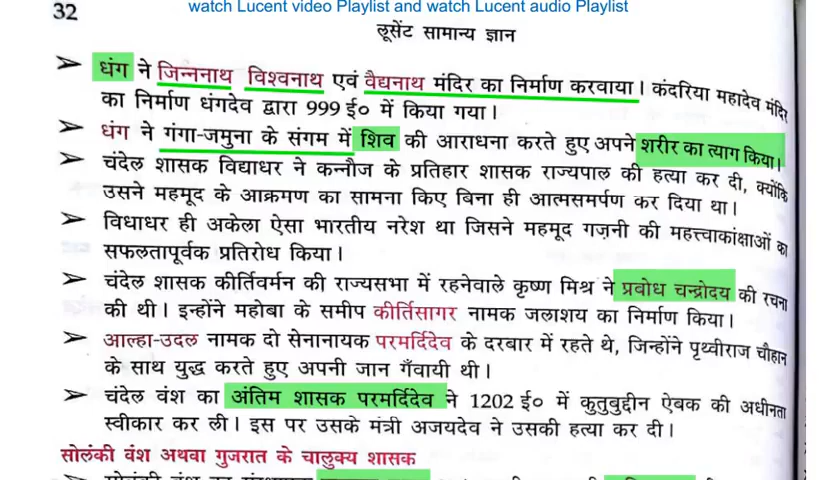 watch Lucent video Playlist and watch Lucent audio Playlist
32
लूसेंट सामान्य ज्ञान
➢ धंग ने जिन्ननाथ विश्वनाथ एवं वैद्यनाथ मंदिर का निर्माण करवाया। कंदरिया महादेव मंदिर
का निर्माण धंगदेव द्वारा 999 ई० में किया गया।
➢ धंग ने गंगा-जमुना के संगम में शिव की आराधना करते हुए अपने शरीर का त्याग किया।
➢ चंदेल शासक विद्याधर ने कन्नौज के प्रतिहार शासक राज्यपाल की हत्या कर दी, क्योंकि
उसने महमूद के आक्रमण का सामना किए बिना ही आत्मसमर्पण कर दिया था।
➢ विधाधर ही अकेला ऐसा भारतीय नरेश था जिसने महमूद गज़नी की महत्त्वाकांक्षाओं का
सफलतापूर्वक प्रतिरोध किया।
➢ चंदेल शासक कीर्तिवर्मन की राज्यसभा में रहनेवाले कृष्ण मिश्र ने प्रबोध चन्द्रोदय की रचना
की थी। इन्होंने महोबा के समीप कीर्तिसागर नामक जलाशय का निर्माण किया।
➢ आल्हा-उदल नामक दो सेनानायक परमर्दिदेव के दरबार में रहते थे, जिन्होंने पृथ्वीराज चौहान
के साथ युद्ध करते हुए अपनी जान गँवायी थी।
➢ चंदेल वंश का अंतिम शासक परमर्दिदेव ने 1202 ई० में कुतुबुद्दीन ऐबक की अधीनता
स्वीकार कर ली। इस पर उसके मंत्री अजयदेव ने उसकी हत्या कर दी।
सोलंकी वंश अथवा गुजरात के चालुक्य शासक